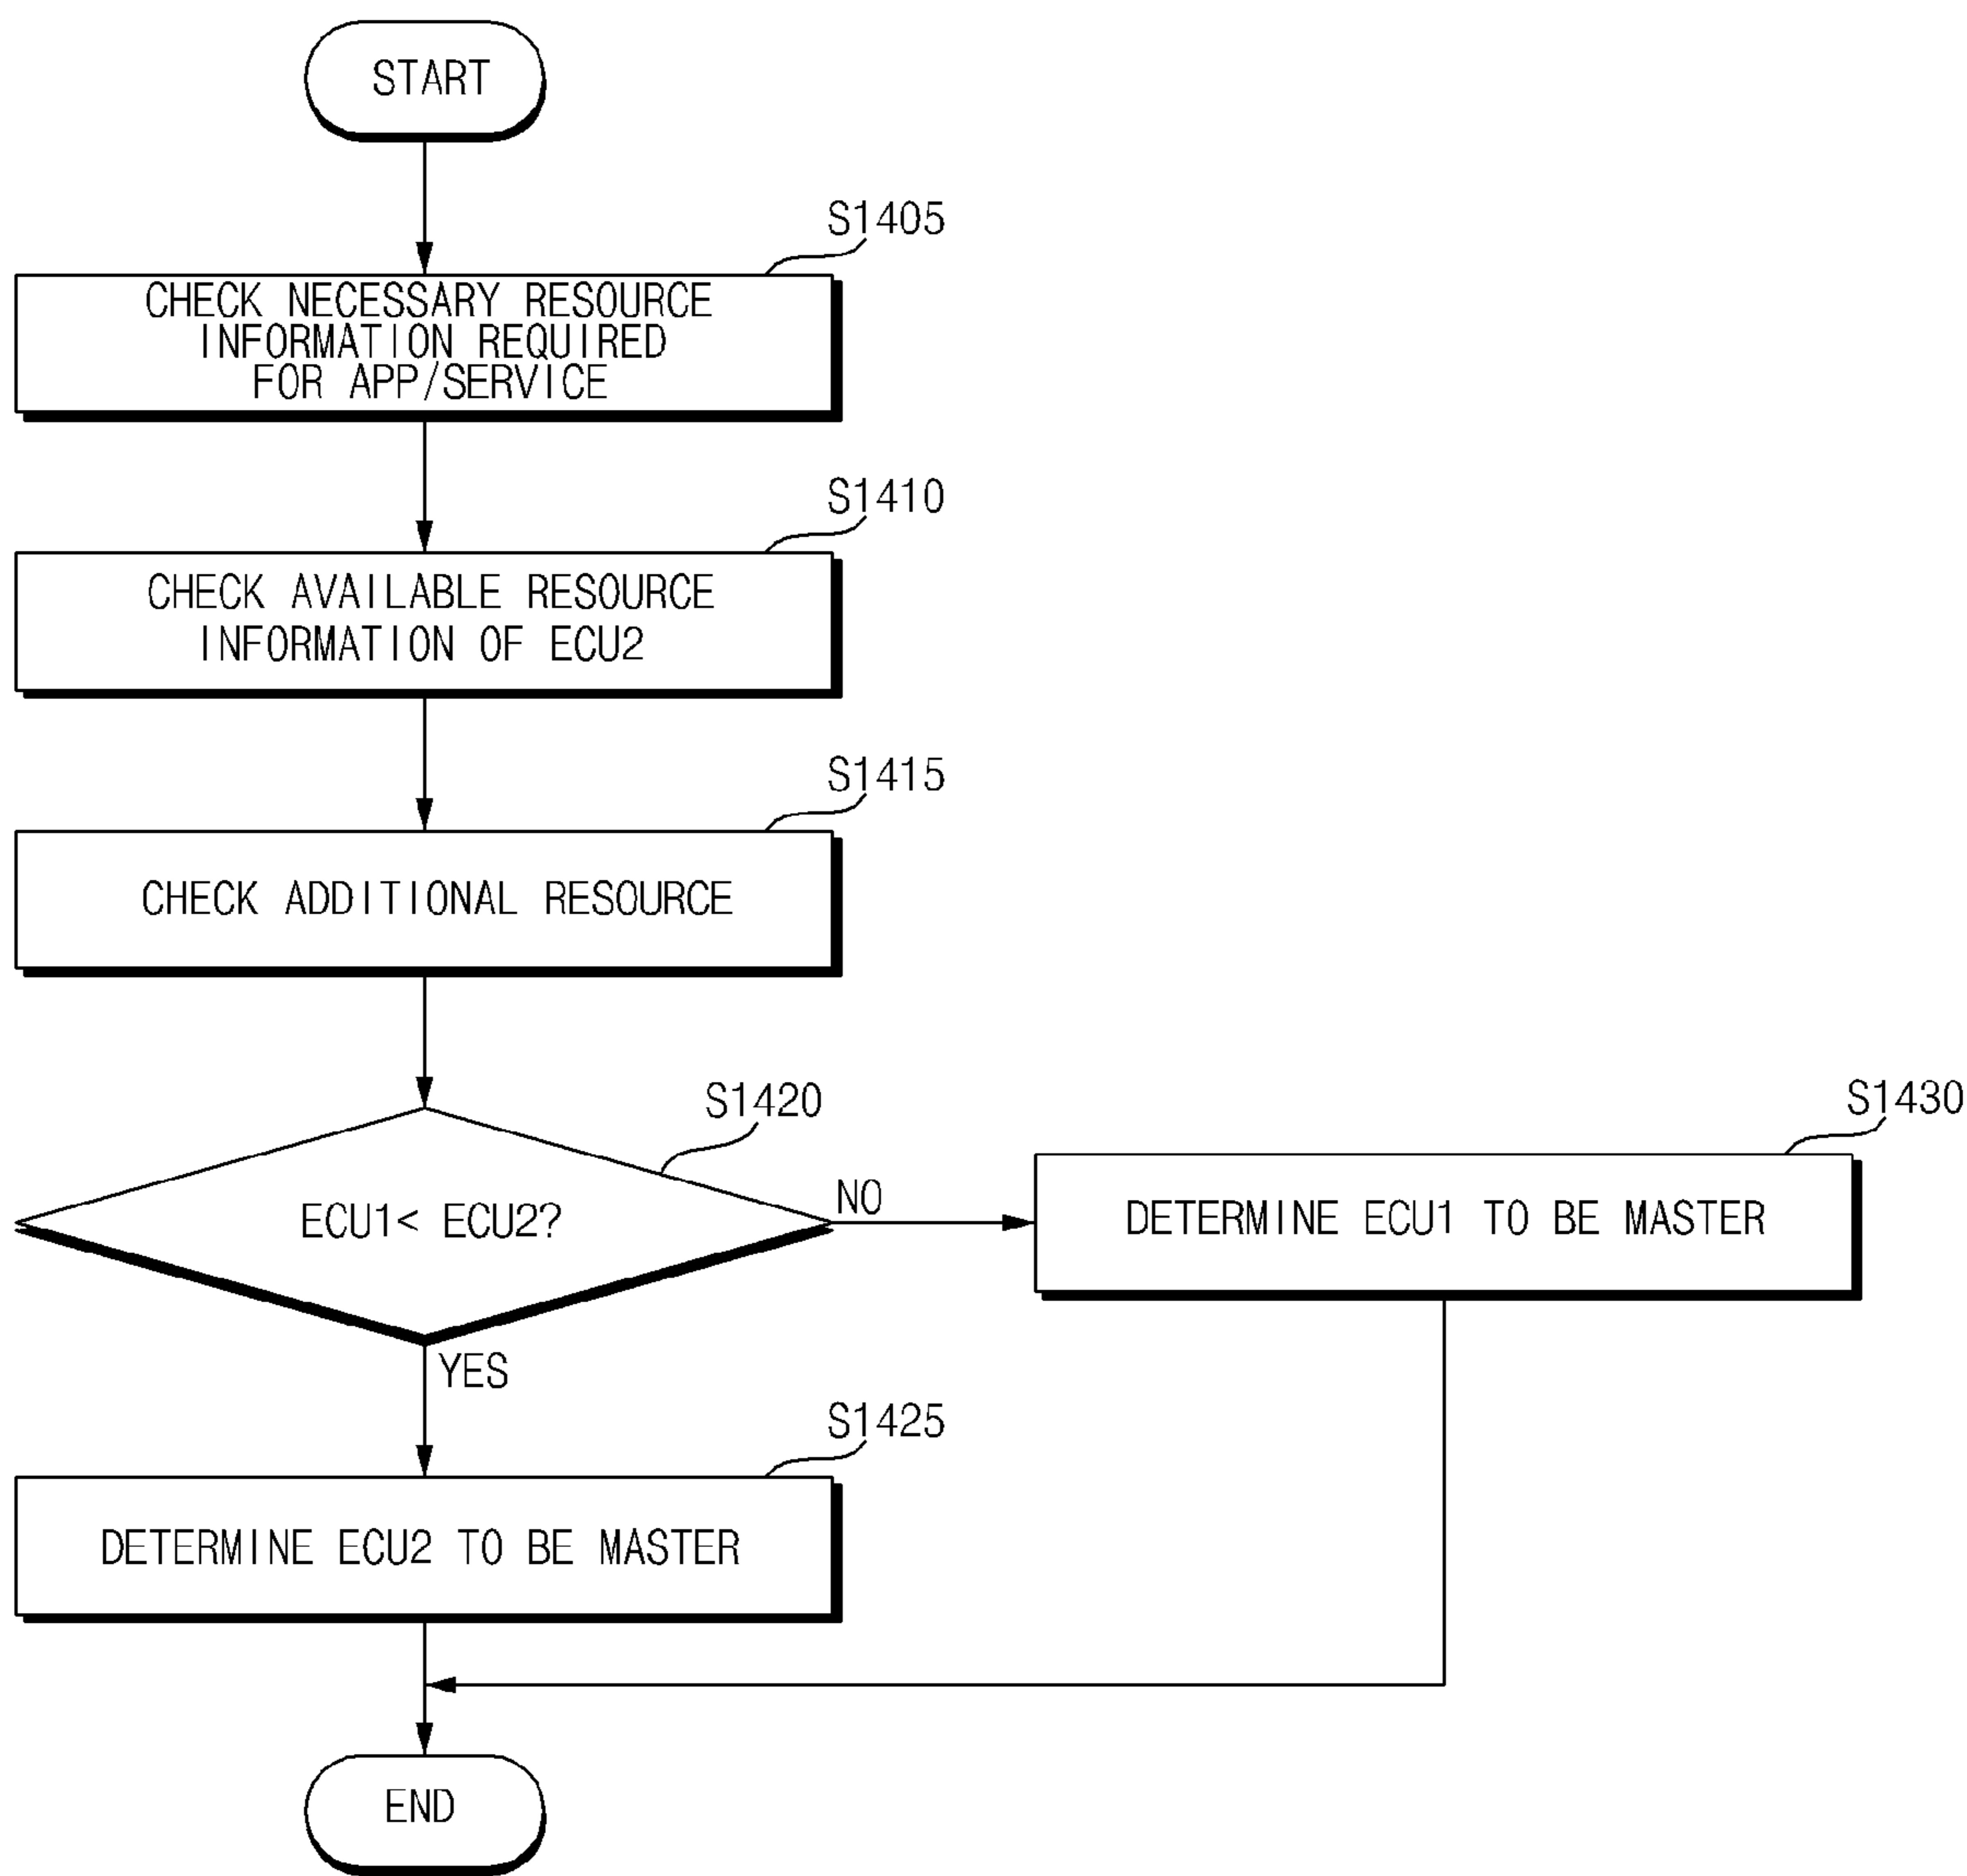 START
S1405
CHECK NECESSARY RESOURCE
INFORMATION REQUIRED
FOR APP/SERVICE
S1410
CHECK AVAILABLE RESOURCE
INFORMATION OF ECU2
S1415
CHECK ADDITIONAL RESOURCE
S1420
ECU1< ECU2?
NO
S1430
DETERMINE ECU1 TO BE MASTER
YES
S1425
DETERMINE ECU2 TO BE MASTER
END